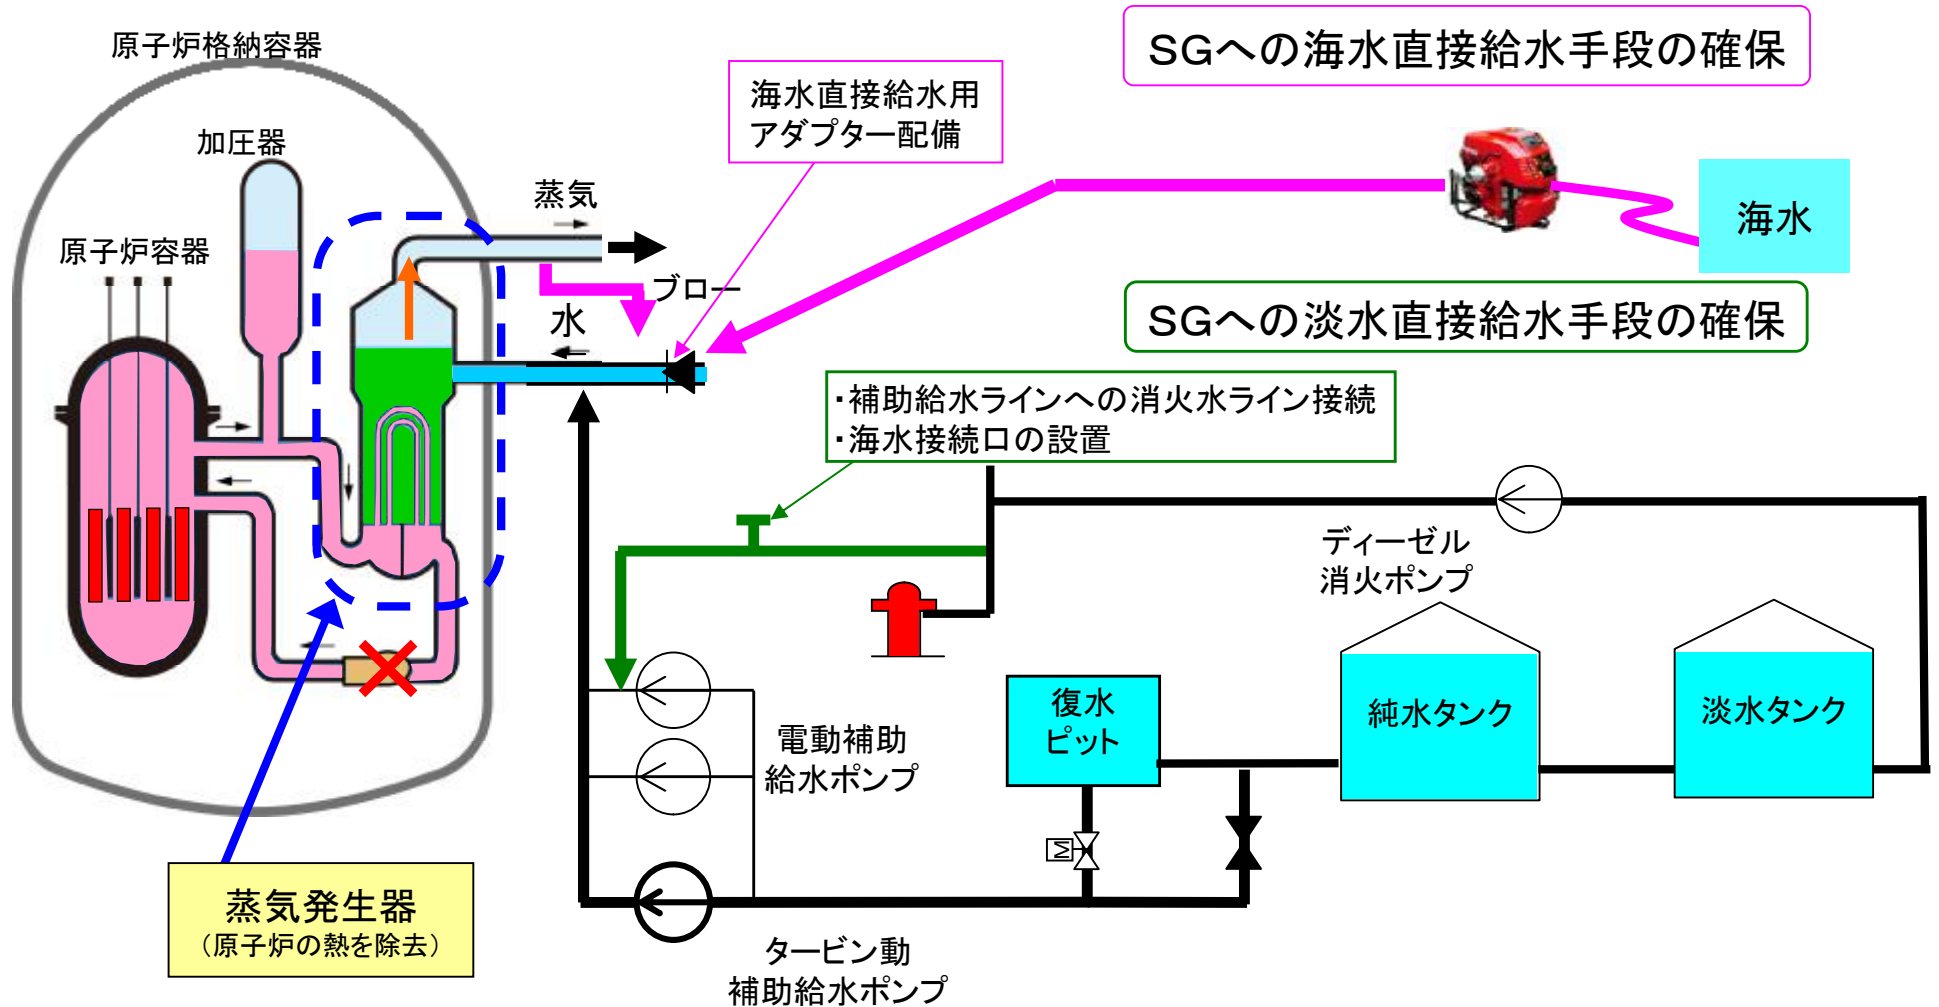 SGへの海水直接給水手段の確保
原子炉格納容器
海水直接給水用
アダプター配備
加圧器
蒸気
海水
原子炉容器
ブロー
SGへの淡水直接給水手段の確保
水
・補助給水ラインへの消火水ライン接続
・海水接続口の設置
ディーゼル
消火ポンプ
復水
ピット
純水タンク
淡水タンク
電動補助
給水ポンプ
M
蒸気発生器
（原子炉の熱を除去）
タービン動
補助給水ポンプ